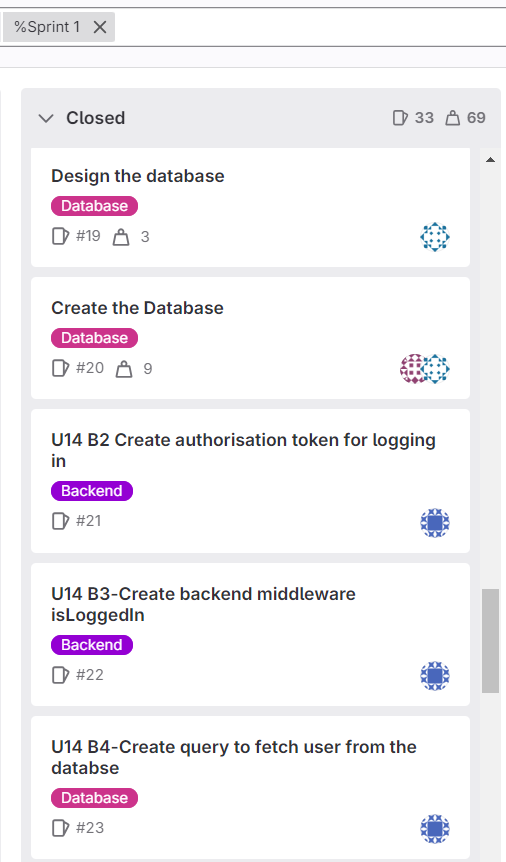 %Sprint 1
Closed 33 69
Design the database
Database
#19 3
Create the Database
Database
#20 9
U14 B2 Create authorisation token for logging
in
Backend
#21
U14 B3-Create backend middleware
isLoggedIn
Backend
#22
U14 B4-Create query to fetch user from the
databse
Database
#23